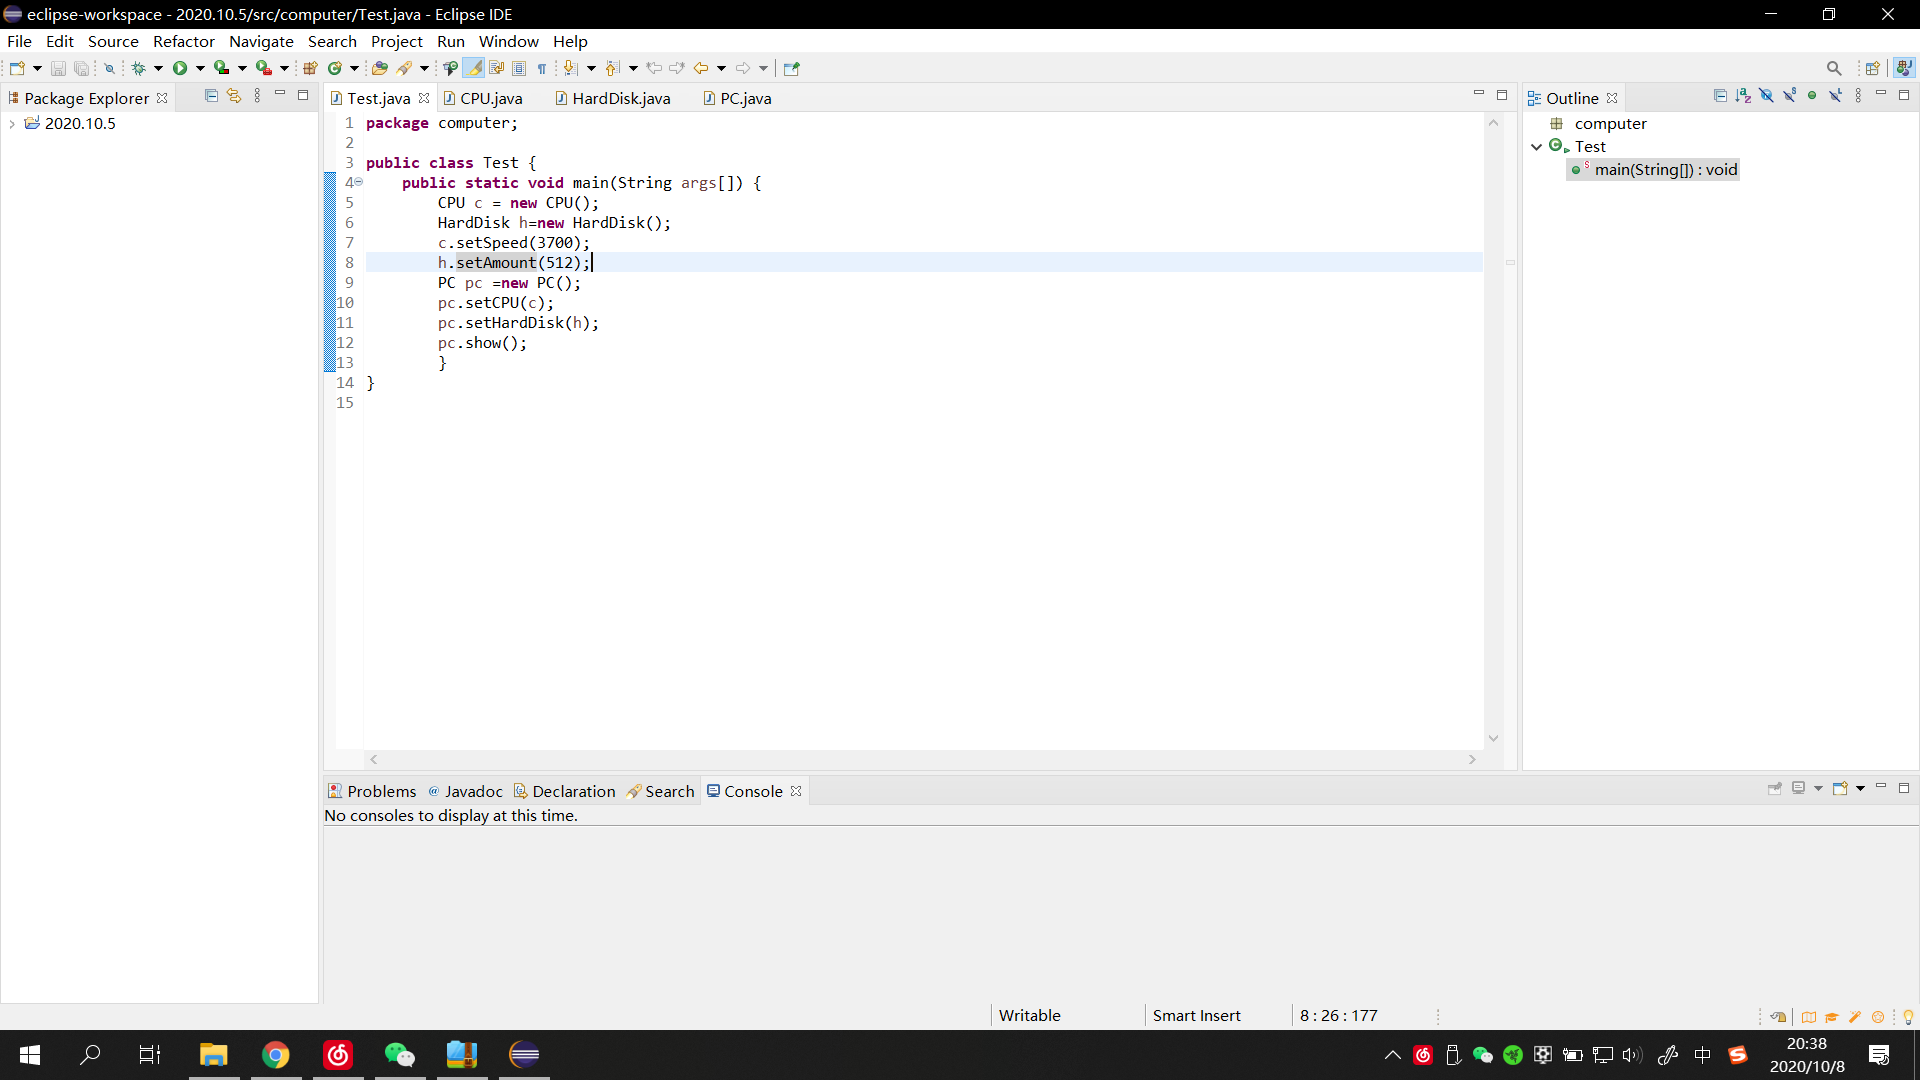 eclipse-workspace - 2020.10.5/src/computer/Test.java - Eclipse IDE
File Edit Source Refactor Navigate Search Project Run Window Help
Package Explorer
2020.10.5
Test.java CPU.java HardDisk.java PC.java
1 package computer;
2
3 public class Test {
4 public static void main(String args[]) {
5 CPU c = new CPU();
6 HardDisk h=new HardDisk();
7 c.setSpeed(3700);
8 h.setAmount(512);
9 PC pc =new PC();
10 pc.setCPU(c);
11 pc.setHardDisk(h);
12 pc.show();
13 }
14 }
15
Outline
computer
Test
main(String[]) : void
Problems Javadoc Declaration Search Console
No consoles to display at this time.
Writable Smart Insert 8 : 26 : 177
中
20:38
2020/10/8